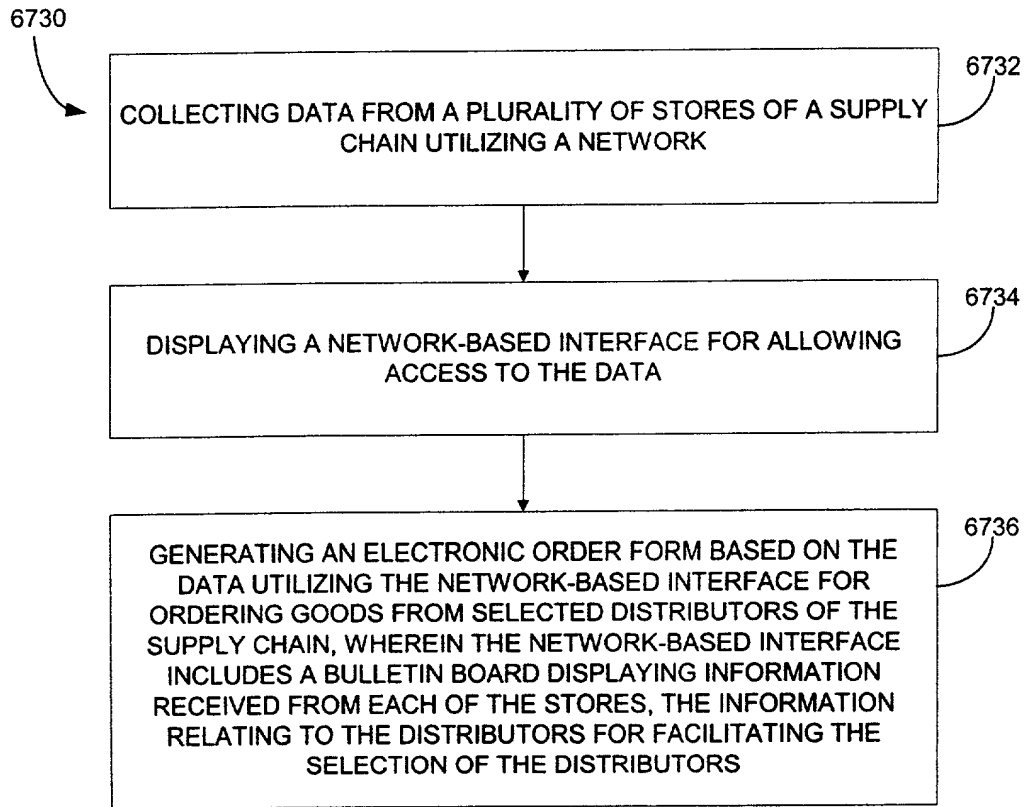 6730
6732
COLLECTING DATA FROM A PLURALITY OF STORES OF A SUPPLY
CHAIN UTILIZING A NETWORK
6734
DISPLAYING A NETWORK-BASED INTERFACE FOR ALLOWING
ACCESS TO THE DATA
6736
GENERATING AN ELECTRONIC ORDER FORM BASED ON THE
DATA UTILIZING THE NETWORK-BASED INTERFACE FOR
ORDERING GOODS FROM SELECTED DISTRIBUTORS OF THE
SUPPLY CHAIN, WHEREIN THE NETWORK-BASED INTERFACE
INCLUDES A BULLETIN BOARD DISPLAYING INFORMATION
RECEIVED FROM EACH OF THE STORES, THE INFORMATION
RELATING TO THE DISTRIBUTORS FOR FACILITATING THE
SELECTION OF THE DISTRIBUTORS